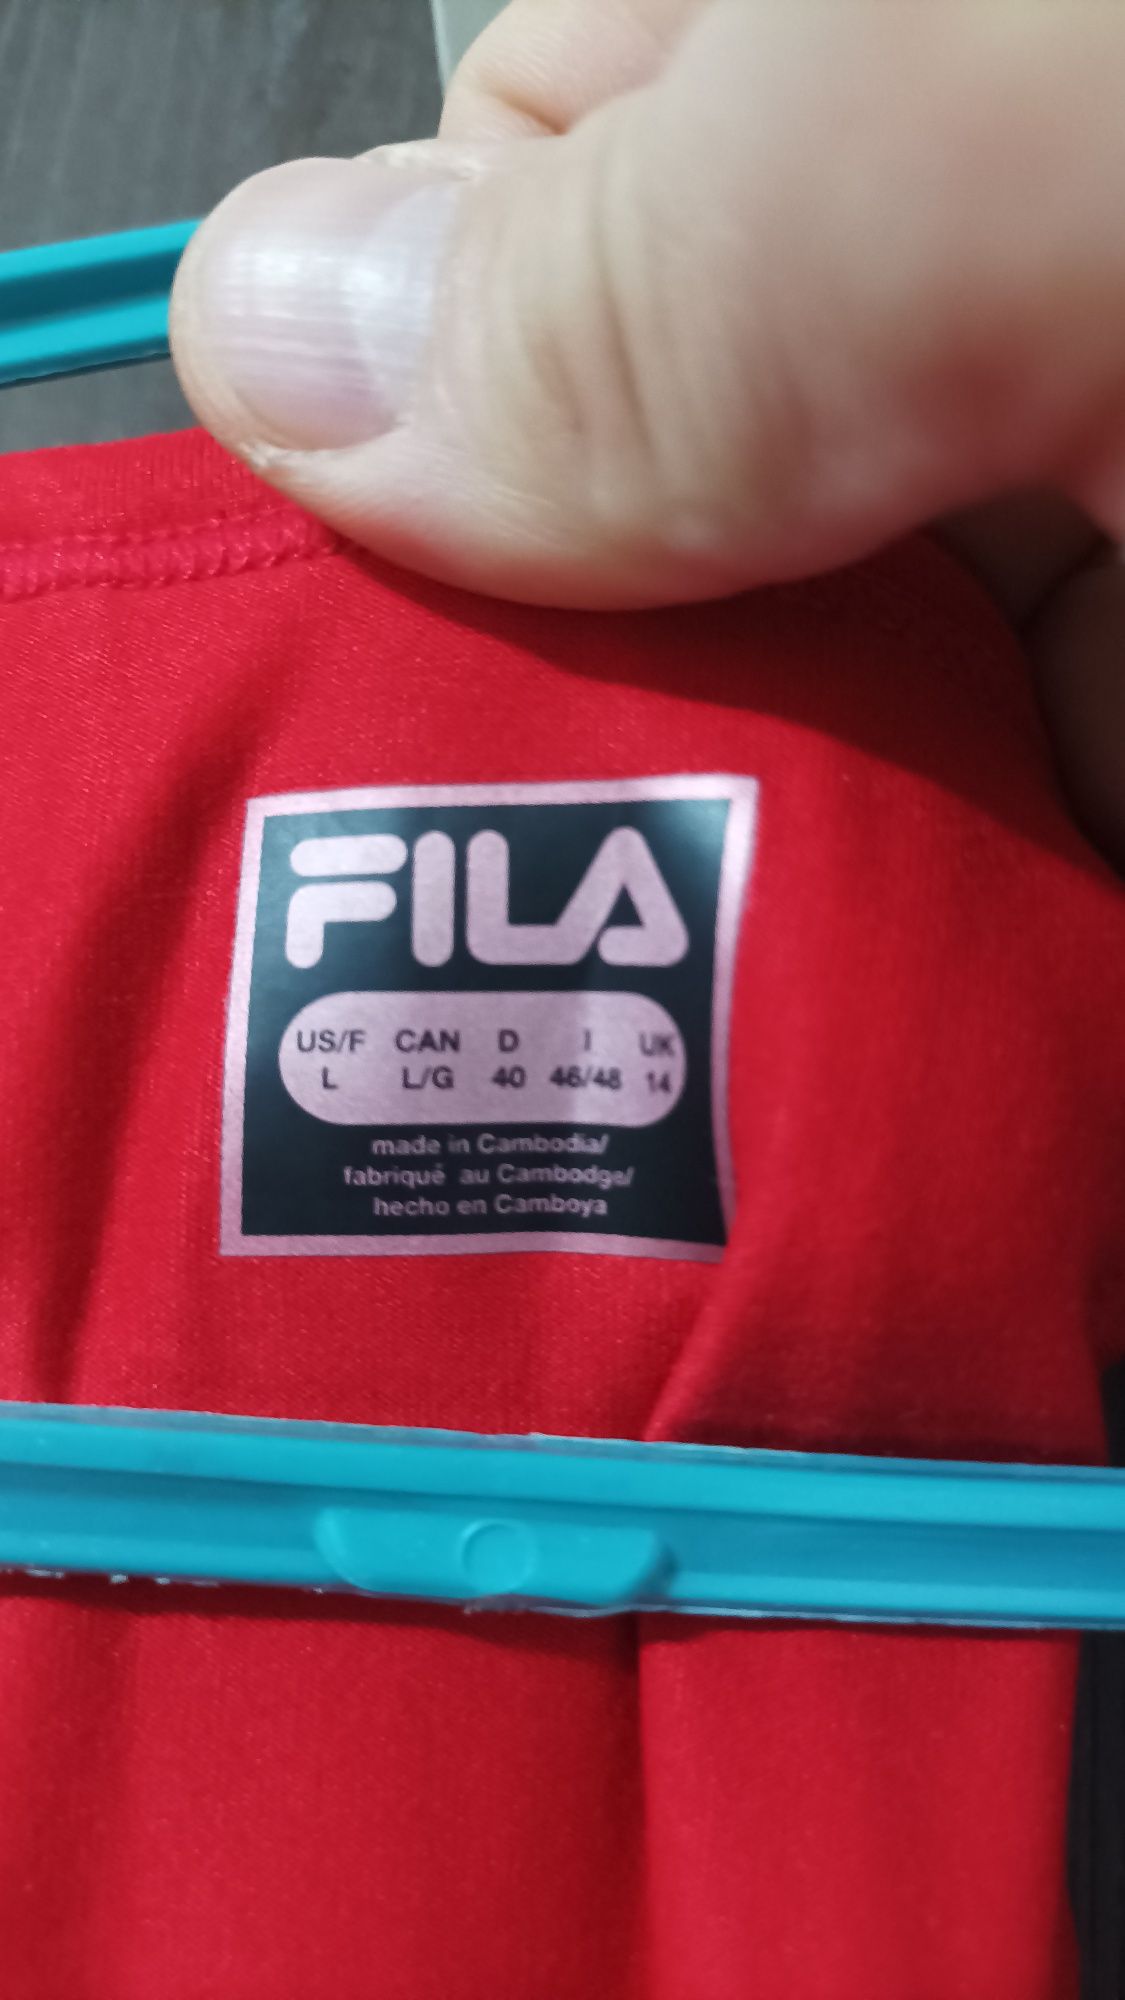 FILA
US/F CAN D I UK
L L/G 40 46/48 14
made in Cambodia/
fabriqué au Cambodge/
hecho en Camboya